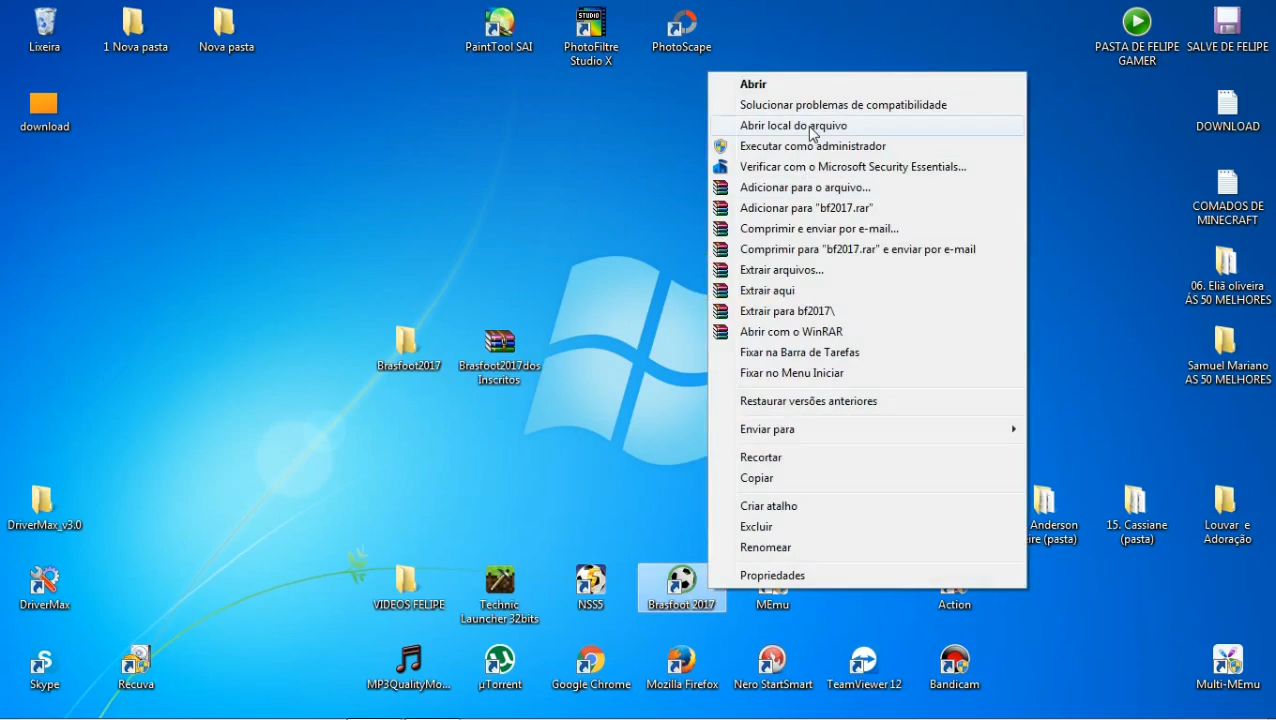 Lixeira
1 Nova pasta
Nova pasta
PaintTool SAI
STUDIO
PhotoFiltre
Studio X
PhotoScape
PASTA DE FELIPE
GAMER
SALVE DE FELIPE
download
DOWNLOAD
COMADOS DE
MINECRAFT
06. Eliã oliveira
ÀS 50 MELHORES
Samuel Mariano
AS 50 MELHORES
Abrir
Solucionar problemas de compatibilidade
Abrir local do arquivo
Executar como administrador
Verificar com o Microsoft Security Essentials...
Adicionar para o arquivo...
Adicionar para "bf2017.rar"
Comprimir e enviar por e-mail...
Comprimir para "bf2017.rar" e enviar por e-mail
Extrair arquivos...
Extrair aqui
Extrair para bf2017\
Abrir com o WinRAR
Fixar na Barra de Tarefas
Fixar no Menu Iniciar
Restaurar versões anteriores
Enviar para
Recortar
Copiar
Criar atalho
Excluir
Renomear
Propriedades
Brasfoot2017
Brasfoot2017dos
Inscritos
DriverMax_v3.0
Anderson
ire (pasta)
15. Cassiane
(pasta)
Louvar e
Adoração
DriverMax
VIDEOS FELIPE
Technic
Launcher 32bits
NSS5
Brasfoot 2017
MEmu
Action
Skype
Recuva
MP3QualityMo...
µTorrent
Google Chrome
Mozilla Firefox
Nero StartSmart
TeamViewer 12
Bandicam
Multi-MEmu